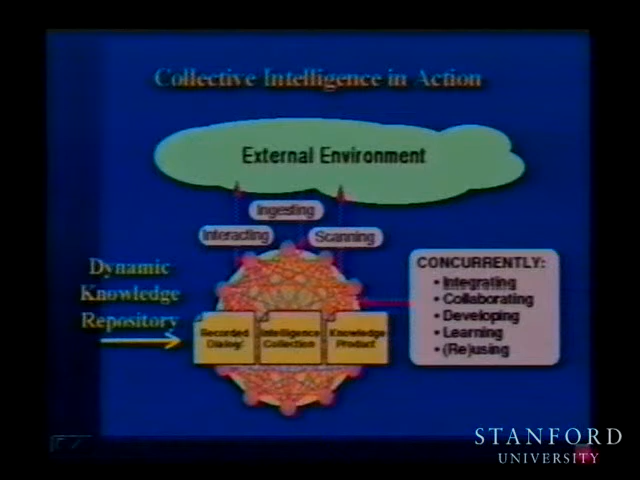 Collective Intelligence in Action
External Environment
Ingesting
Interacting
Scanning
Dynamic
Knowledge
Repository
Recorded
Dialog
Intelligence
Collection
Knowledge
Product
CONCURRENTLY:
• Integrating
• Collaborating
• Developing
• Learning
• (Re)using
STANFORD
UNIVERSITY